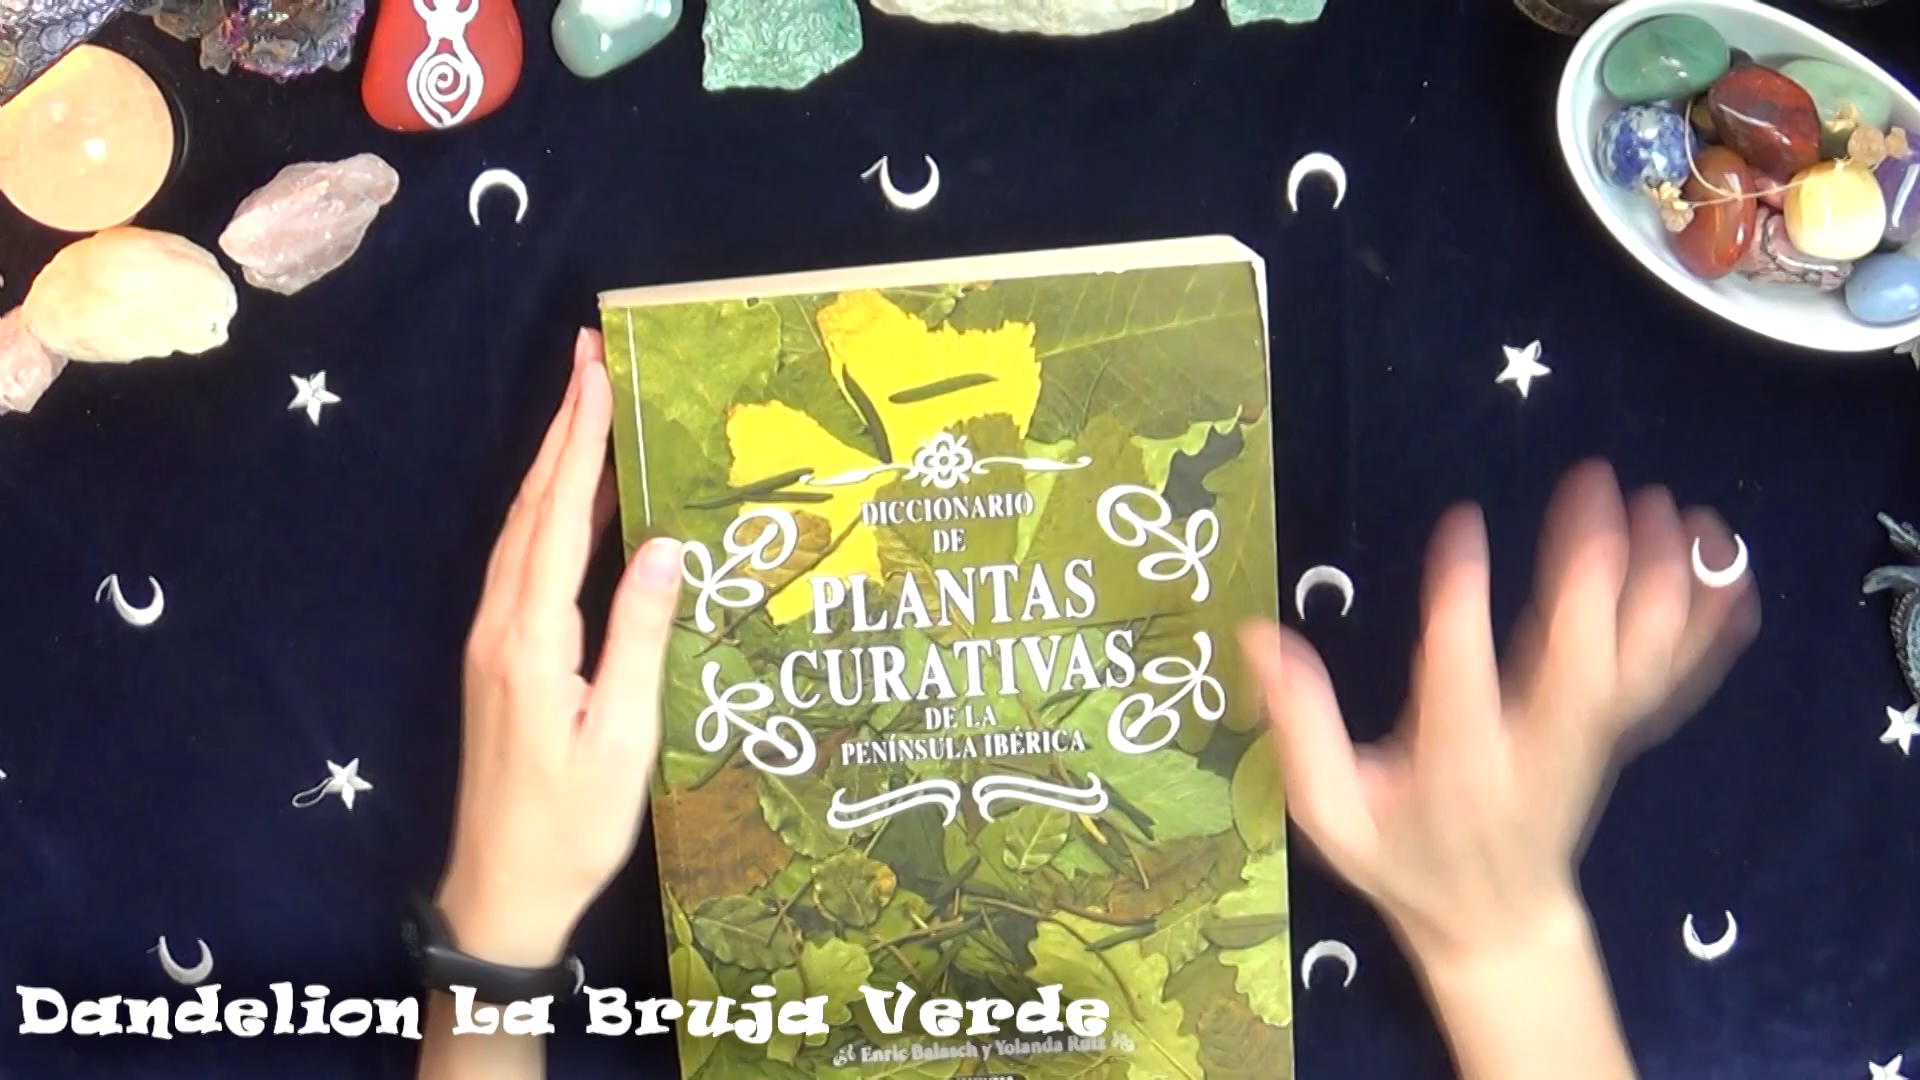 DICCIONARIO
DE
PLANTAS
CURATIVAS
DE LA
PENÍNSULA IBÉRICA
Dandelion La Bruja Verde
Enric Balasch y Yolanda Ruiz